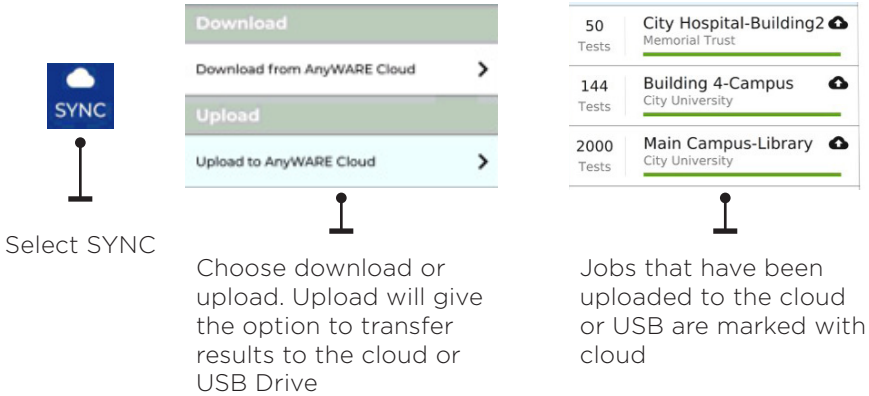 SYNC
Select SYNC
Download
Download from AnyWARE Cloud
Upload
Upload to AnyWARE Cloud
Choose download or
upload. Upload will give
the option to transfer
results to the cloud or
USB Drive
50 City Hospital-Building2
Tests Memorial Trust
144 Building 4-Campus
Tests City University
2000 Main Campus-Library
Tests City University
Jobs that have been
uploaded to the cloud
or USB are marked with
cloud